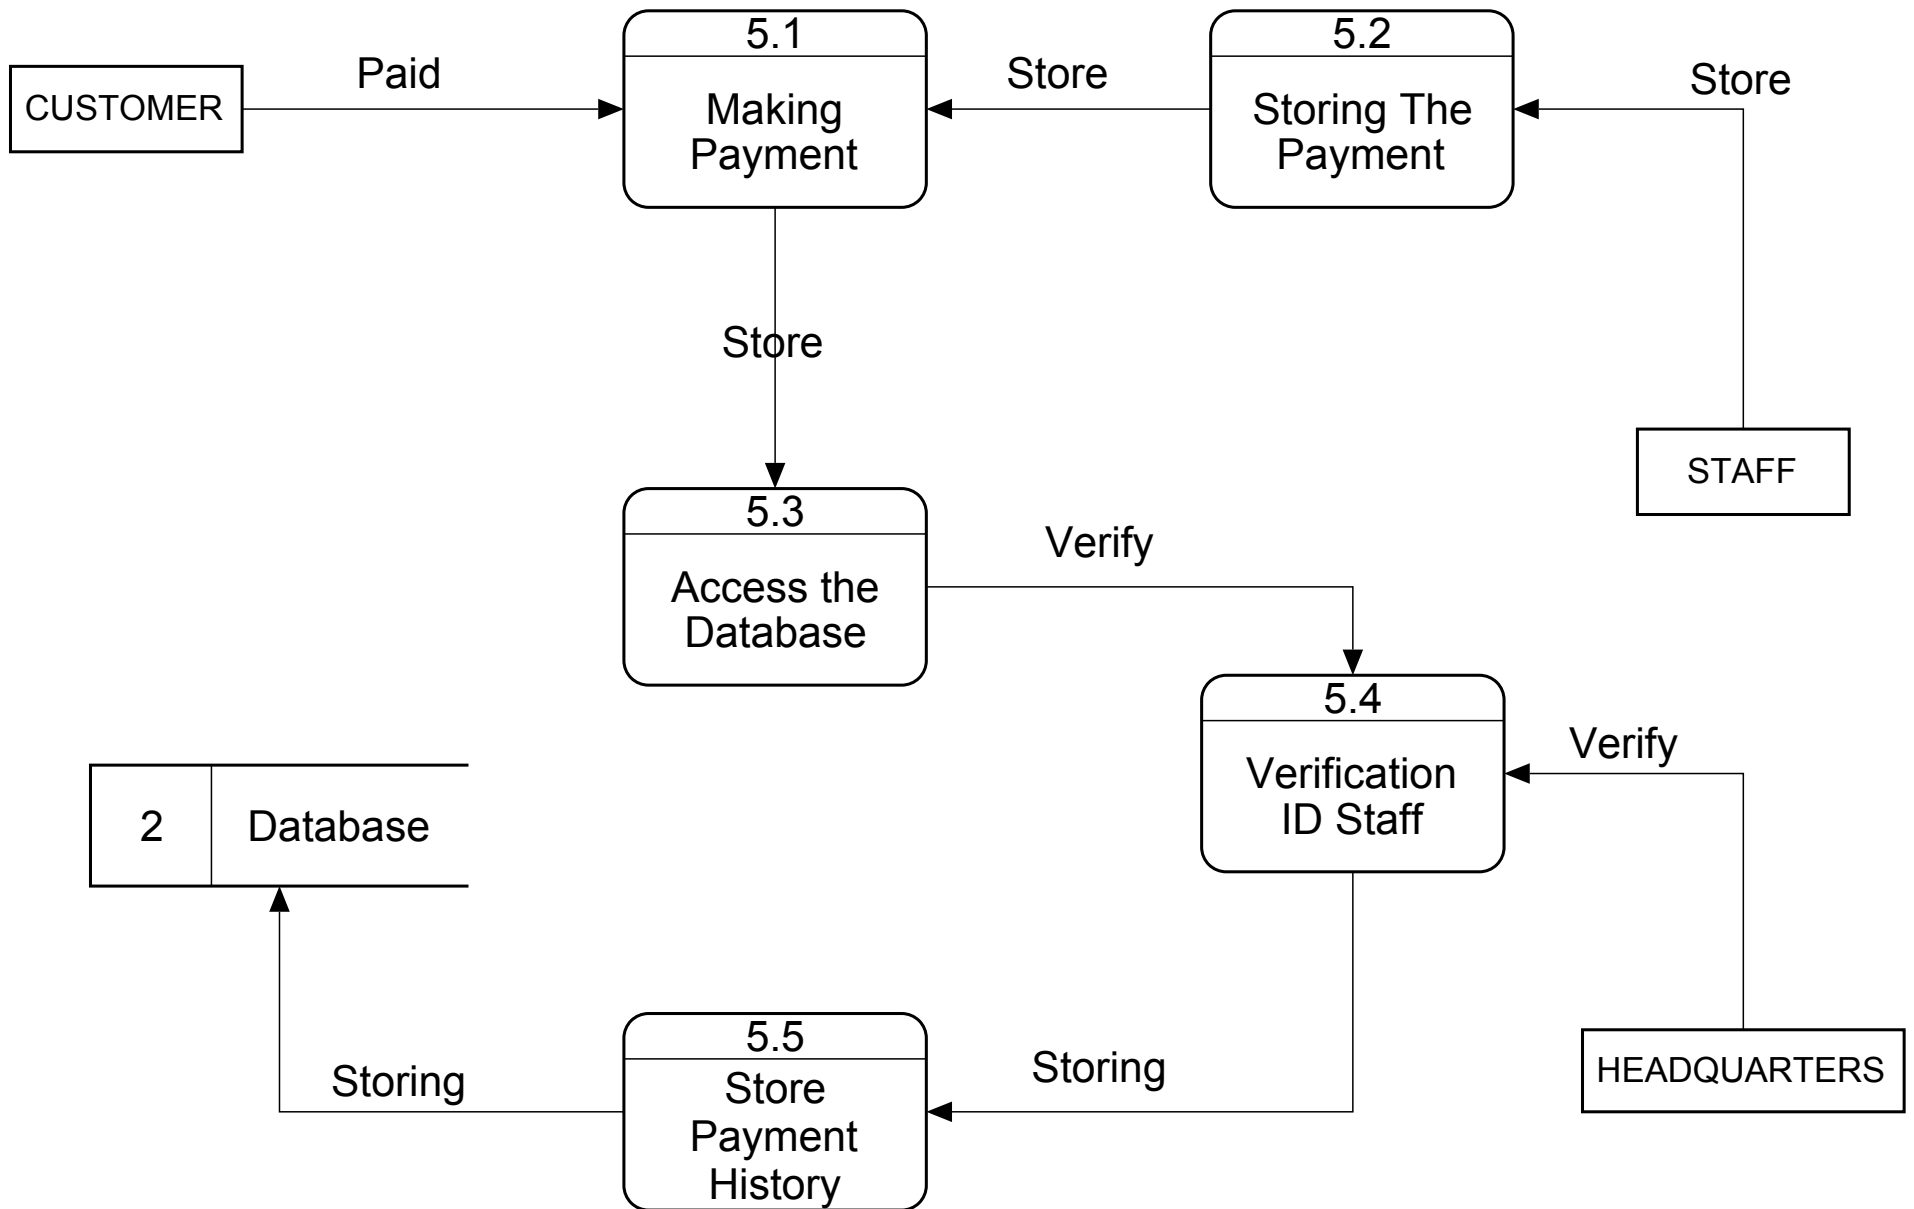 5.1
5.2
Paid
Store
Store
CUSTOMER
Making
Payment
Storing The
Payment
Store
STAFF
5.3
Verify
Access the
Database
5.4
Verify
Verification
ID Staff
2
Database
5.5
Storing
Storing
HEADQUARTERS
Store
Payment
History